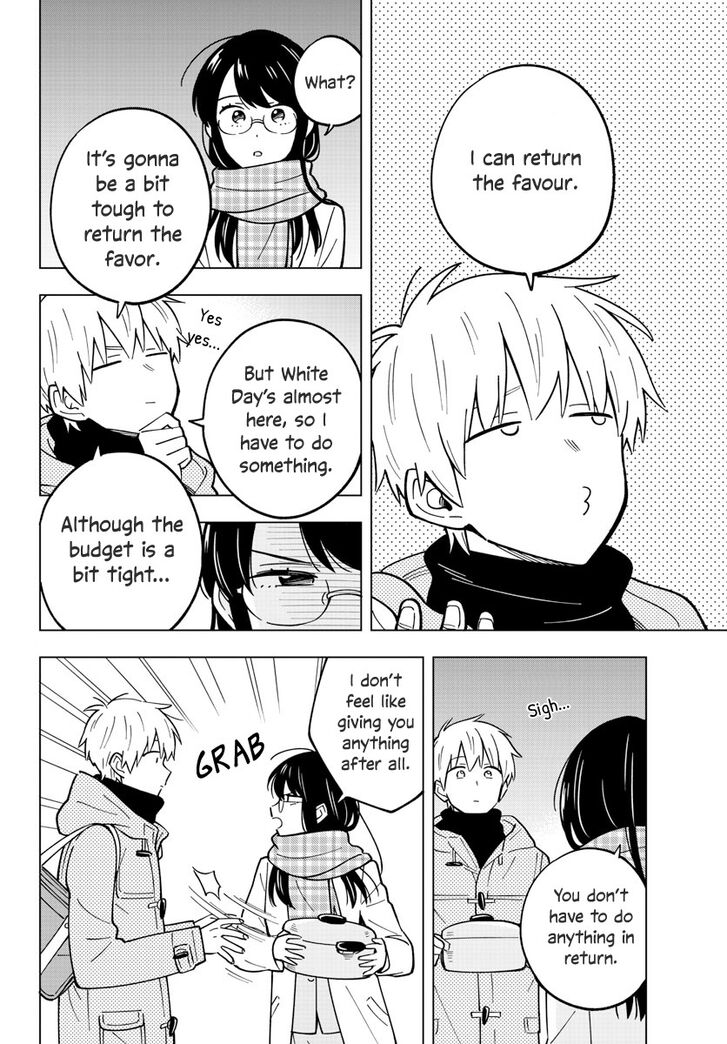 I can return
the favour.
What?
It's gonna
be a bit
tough to
return the
favor.
But White
Day's almost
here, so I
have to do
something.
Yes
yes...
Although the
budget is a
bit tight...
Sigh...
You don't
have to do
anything in
return.
I don't
feel like
giving you
anything
after all.
GRAB